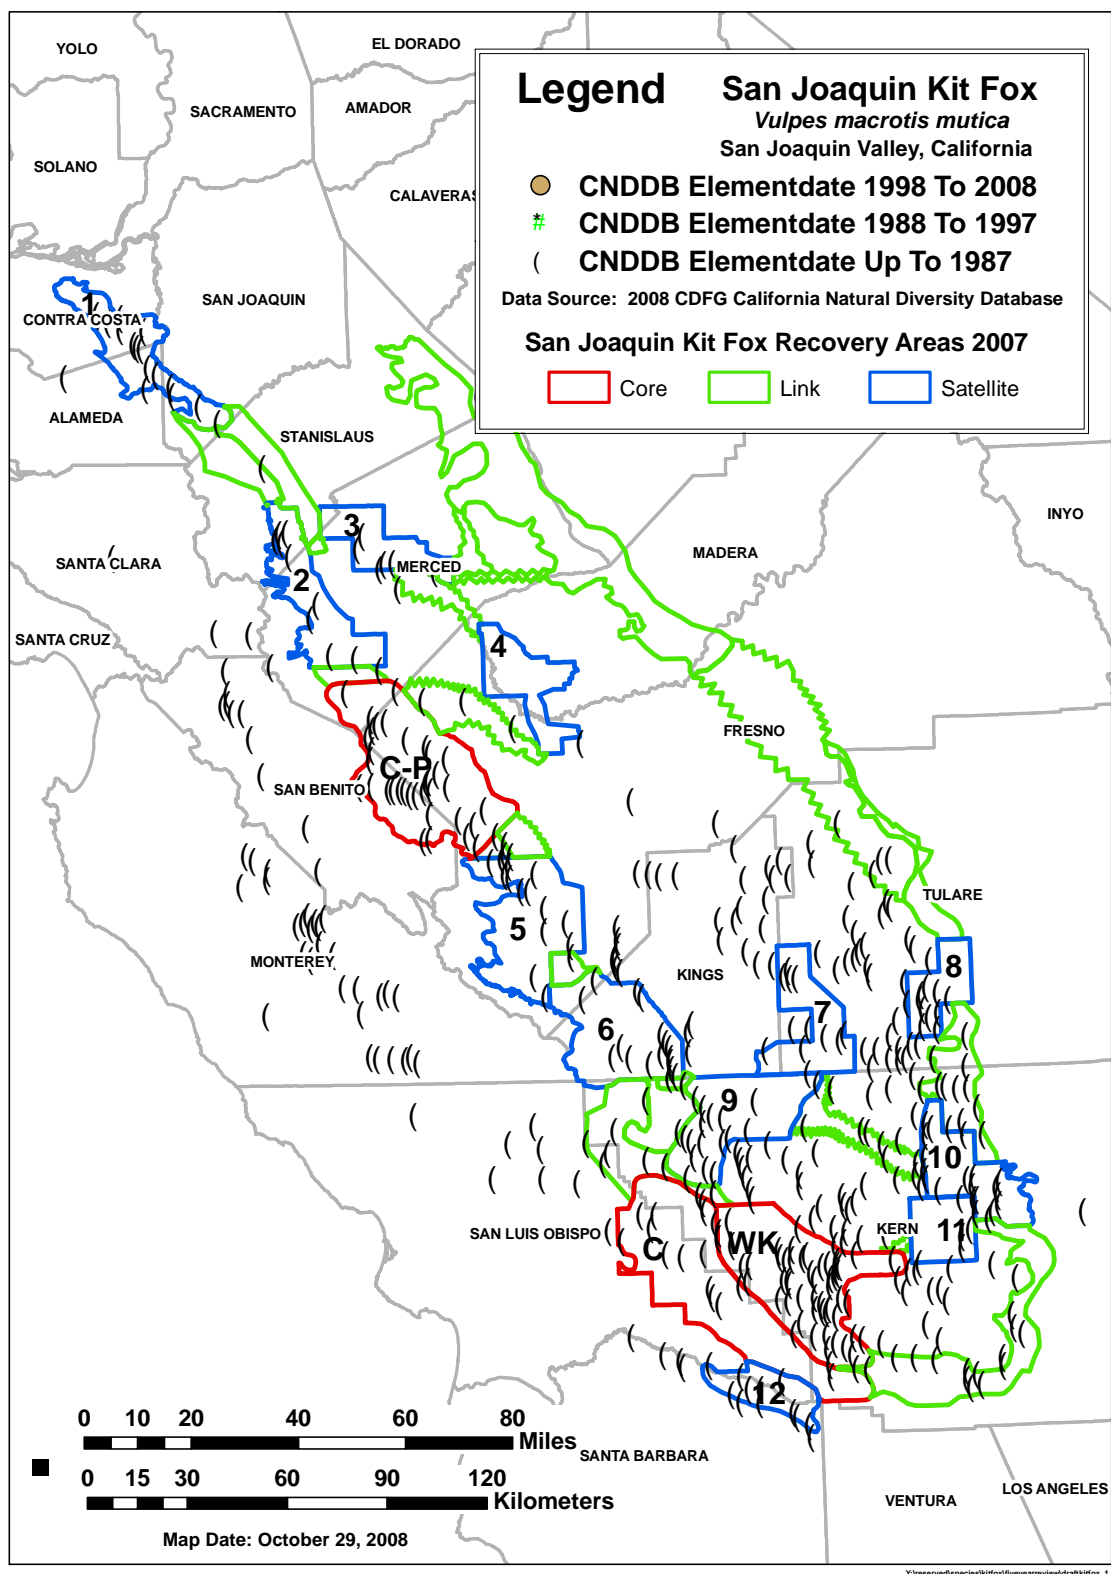 YOLO
EL DORADO
SACRAMENTO
AMADOR
SOLANO
CALAVERAS
Legend
San Joaquin Kit Fox
Vulpes macrotis mutica
San Joaquin Valley, California
CNDDB Elementdate 1998 To 2008
CNDDB Elementdate 1988 To 1997
CNDDB Elementdate Up To 1987
Data Source: 2008 CDFG California Natural Diversity Database
San Joaquin Kit Fox Recovery Areas 2007
Core
Link
Satellite
1
SAN JOAQUIN
CONTRA COSTA
ALAMEDA
STANISLAUS
INYO
3
MADERA
SANTA CLARA
MERCED
2
SANTA CRUZ
4
FRESNO
C-P
SAN BENITO
TULARE
5
MONTEREY
8
KINGS
7
6
9
10
SAN LUIS OBISPO
KERN
11
C
WK
12
0 10 20 40 60 80
Miles
SANTA BARBARA
0 15 30 60 90 120
Kilometers
LOS ANGELES
VENTURA
Map Date: October 29, 2008
Y:\reserved\species\kitfox\fiveyearreview\draftkitfox_1